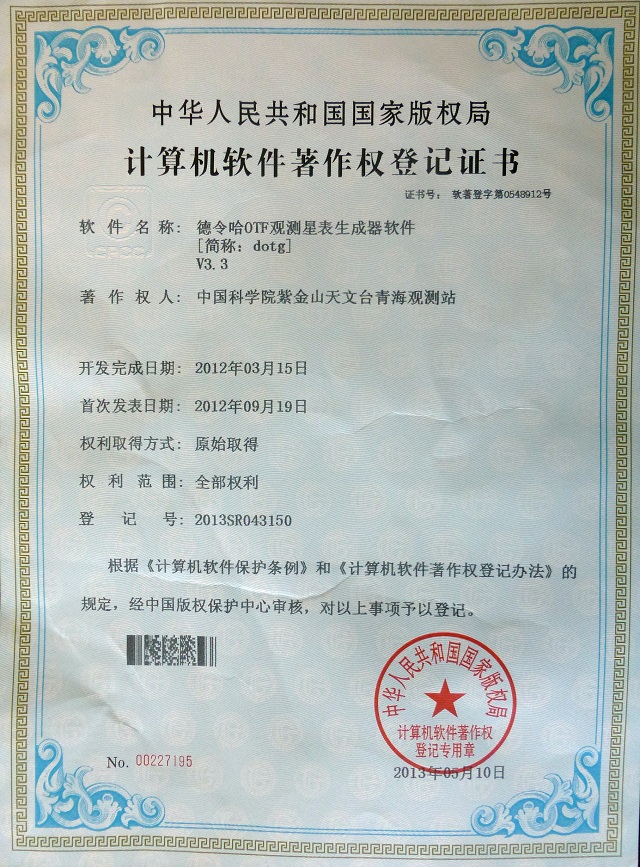 中华人民共和国国家版权局
计算机软件著作权登记证书
证书号： 软著登字第0548912号
CPCC
软件名称： 德令哈OTF观测星表生成器软件
[简称：dotg]
V3.3
著作权人： 中国科学院紫金山天文台青海观测站
开发完成日期： 2012年03月15日
首次发表日期： 2012年09月19日
权利取得方式： 原始取得
权利范围： 全部权利
登记号： 2013SR043150
根据《计算机软件保护条例》和《计算机软件著作权登记办法》的
规定，经中国版权保护中心审核，对以上事项予以登记。
中华人民共和国国家版权局
计算机软件著作权
登记专用章
No. 00227195
2013年05月10日